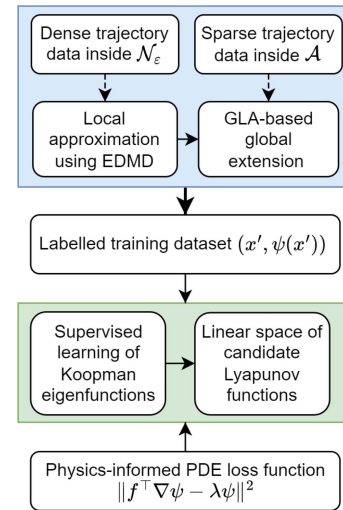 Dense trajectory
data inside 𝒩_ε
Sparse trajectory
data inside 𝒜
Local
approximation
using EDMD
GLA-based
global
extension
Labelled training dataset (x′, ψ(x′))
Supervised
learning of
Koopman
eigenfunctions
Linear space of
candidate
Lyapunov
functions
Physics-informed PDE loss function
‖f^⊤∇ψ − λψ‖²